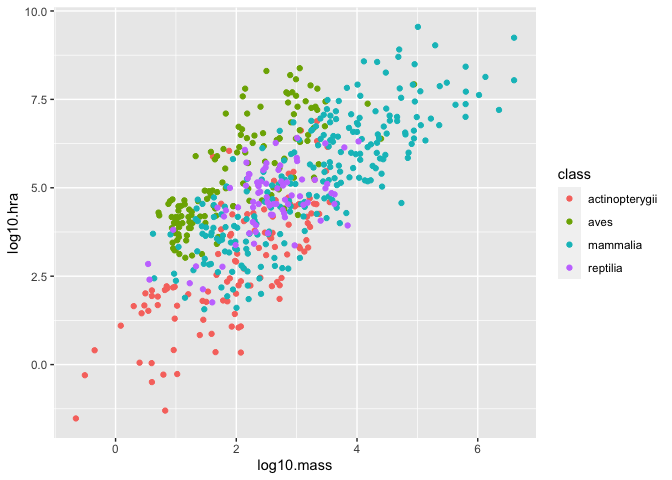 10.0
7.5
5.0
2.5
0.0
log10.hra
0
2
4
6
log10.mass
class
actinopterygii
aves
mammalia
reptilia